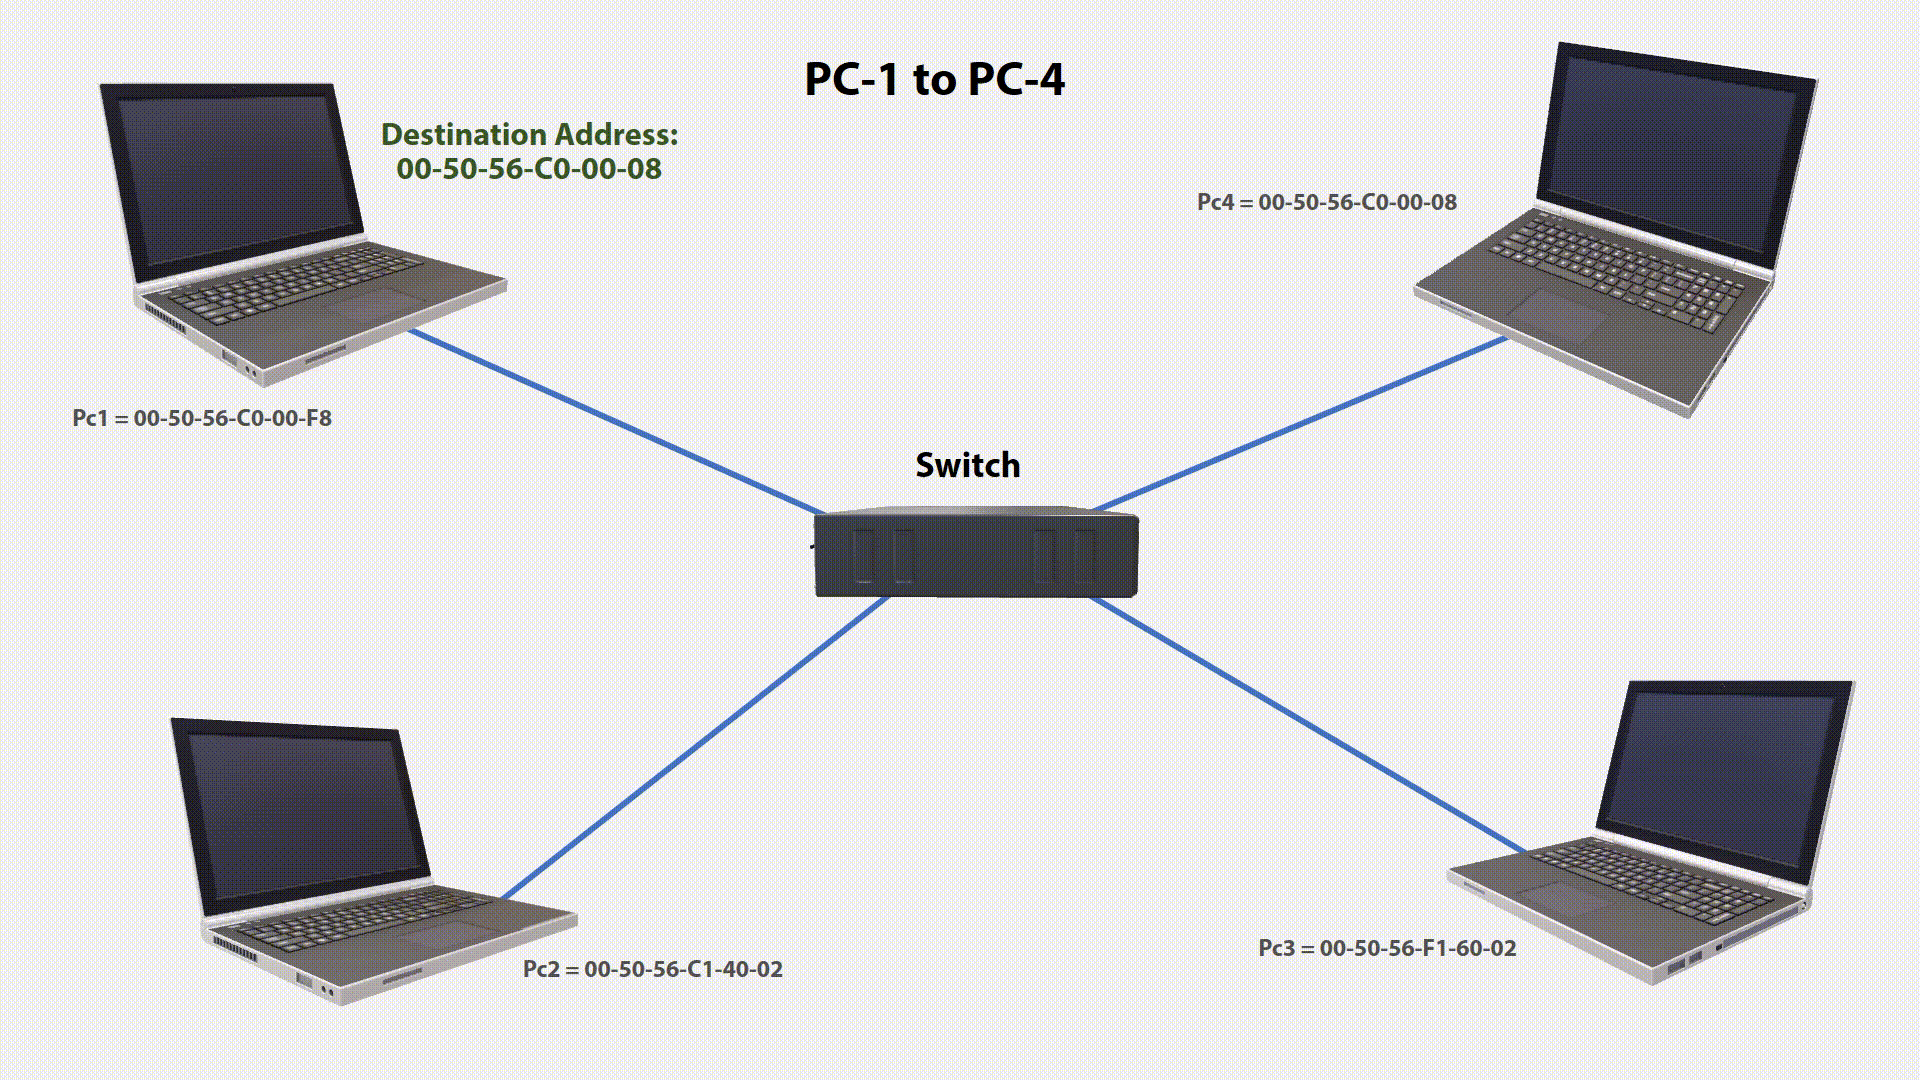 PC-1 to PC-4
Destination Address:
00-50-56-C0-00-08
Pc4 = 00-50-56-C0-00-08
Pc1 = 00-50-56-C0-00-F8
Switch
Pc3 = 00-50-56-F1-60-02
Pc2 = 00-50-56-C1-40-02